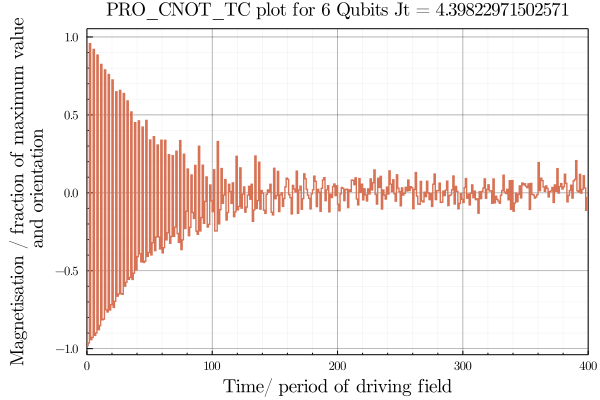 PRO_CNOT_TC plot for 6 Qubits Jt = 4.39822971502571
Magnetisation / fraction of maximum value
and orientation
1.0
0.5
0.0
−0.5
−1.0
0 100 200 300 400
Time/ period of driving field